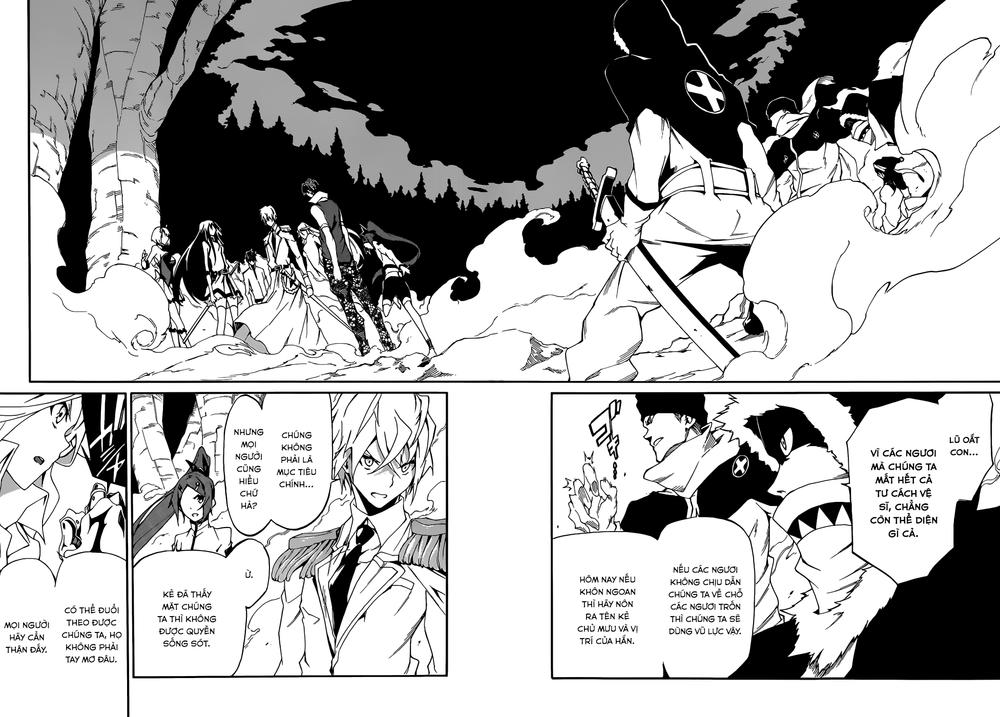 LŨ OẮT
CON...
VÌ CÁC NGƯƠI
MÀ CHÚNG TA
MẤT HẾT CẢ
TƯ CÁCH VỆ
SĨ, CHẲNG
CÒN THỂ DIỆN
GÌ CẢ.
NẾU CÁC NGƯƠI
KHÔNG CHỊU DẪN
CHÚNG TA VỀ CHỖ
CÁC NGƯƠI TRỐN
THÌ CHÚNG TA SẼ
DÙNG VŨ LỰC VẬY.
HÔM NAY NẾU
KHÔN NGOAN
THÌ HÃY NÔN
RA TÊN KẺ
CHỦ MƯU VÀ VỊ
TRÍ CỦA HẮN.
CHÚNG
KHÔNG
PHẢI LÀ
MỤC TIÊU
CHÍNH...
NHƯNG
MỌI
NGƯỜI
CŨNG
HIỂU
CHỨ
HẢ?
Ừ.
KẺ ĐÃ THẤY
MẶT CHÚNG
TA THÌ KHÔNG
ĐƯỢC QUYỀN
SỐNG SÓT.
CÓ THỂ ĐUỔI
THEO ĐƯỢC
CHÚNG TA, HỌ
KHÔNG PHẢI
TAY MƠ ĐÂU.
MỌI NGƯỜI
HÃY CẨN
THẬN ĐẤY.